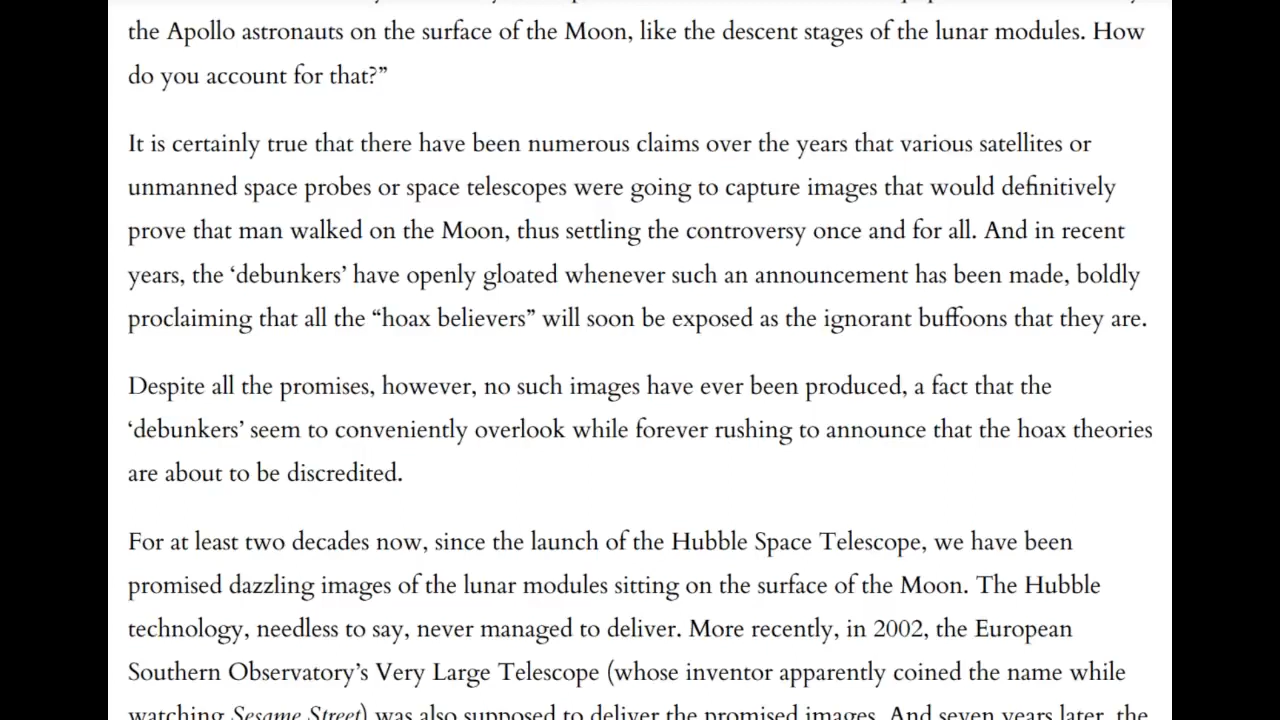 the Apollo astronauts on the surface of the Moon, like the descent stages of the lunar modules. How
do you account for that?”
It is certainly true that there have been numerous claims over the years that various satellites or
unmanned space probes or space telescopes were going to capture images that would definitively
prove that man walked on the Moon, thus settling the controversy once and for all. And in recent
years, the ‘debunkers’ have openly gloated whenever such an announcement has been made, boldly
proclaiming that all the “hoax believers” will soon be exposed as the ignorant buffoons that they are.
Despite all the promises, however, no such images have ever been produced, a fact that the
‘debunkers’ seem to conveniently overlook while forever rushing to announce that the hoax theories
are about to be discredited.
For at least two decades now, since the launch of the Hubble Space Telescope, we have been
promised dazzling images of the lunar modules sitting on the surface of the Moon. The Hubble
technology, needless to say, never managed to deliver. More recently, in 2002, the European
Southern Observatory’s Very Large Telescope (whose inventor apparently coined the name while
watching Sesame Street) was also supposed to deliver the promised images. And seven years later, the